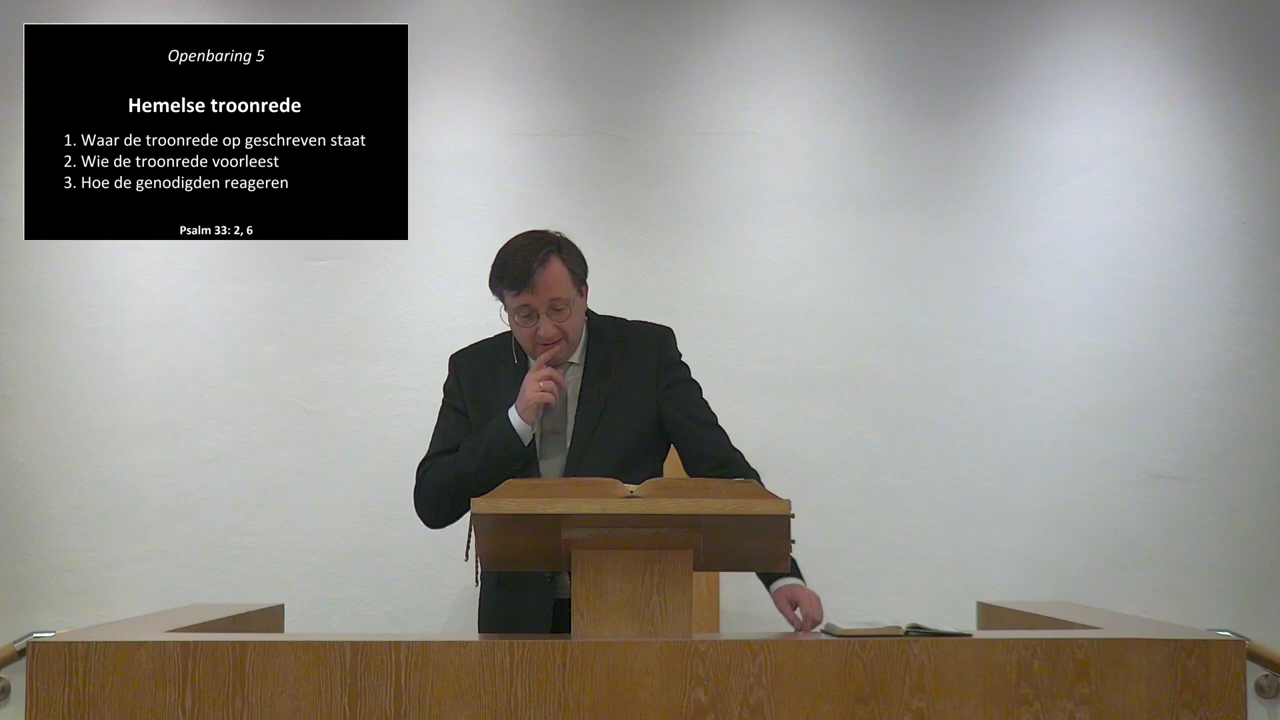 Openbaring 5
Hemelse troonrede
1. Waar de troonrede op geschreven staat
2. Wie de troonrede voorleest
3. Hoe de genodigden reageren
Psalm 33: 2, 6